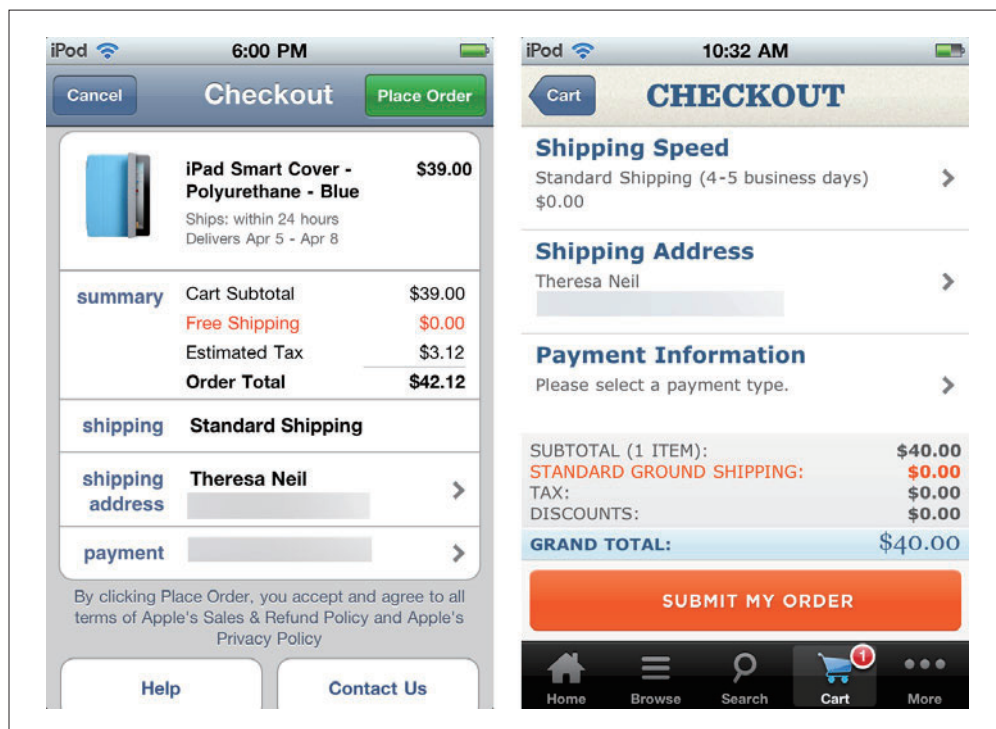 iPod
6:00 PM
Cancel
Checkout
Place Order
iPad Smart Cover -
Polyurethane - Blue
$39.00
Ships: within 24 hours
Delivers Apr 5 - Apr 8
summary
Cart Subtotal $39.00
Free Shipping $0.00
Estimated Tax $3.12
Order Total $42.12
shipping Standard Shipping
shipping
address
Theresa Neil
payment
By clicking Place Order, you accept and agree to all
terms of Apple's Sales & Refund Policy and Apple's
Privacy Policy
Help
Contact Us
iPod
10:32 AM
Cart
CHECKOUT
Shipping Speed
Standard Shipping (4-5 business days)
$0.00
Shipping Address
Theresa Neil
Payment Information
Please select a payment type.
SUBTOTAL (1 ITEM): $40.00
STANDARD GROUND SHIPPING: $0.00
TAX: $0.00
DISCOUNTS: $0.00
GRAND TOTAL: $40.00
SUBMIT MY ORDER
1
Home Browse Search Cart More